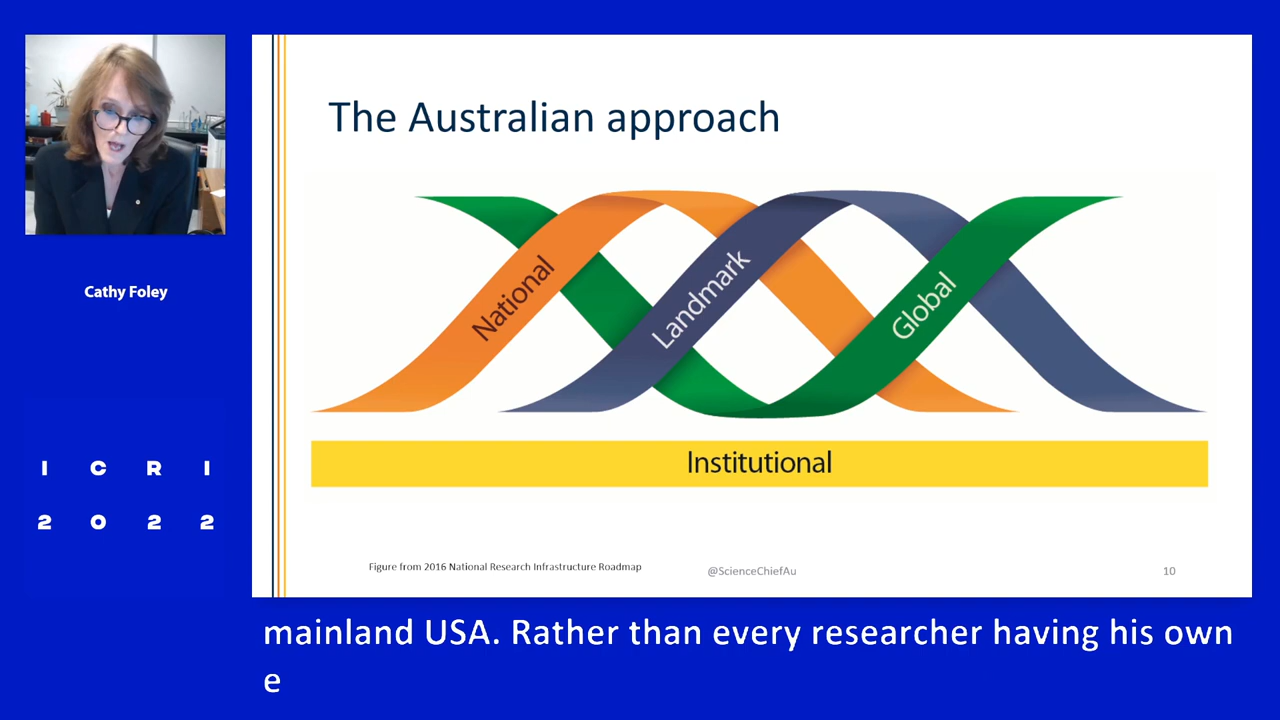 The Australian approach
National
Landmark
Global
Institutional
Figure from 2016 National Research Infrastructure Roadmap
@ScienceChiefAu
10
Cathy Foley
I C R I
2 0 2 2
mainland USA. Rather than every researcher having his own
e